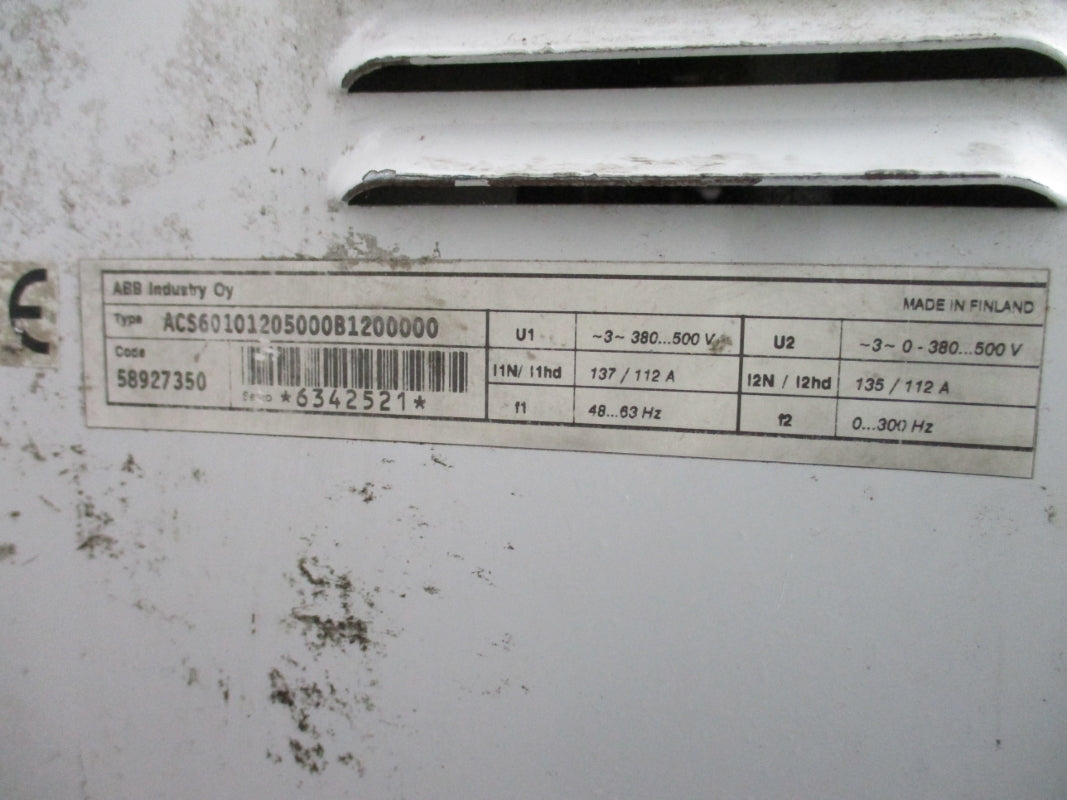 CE
ABB Industry Oy
MADE IN FINLAND
Type ACS60101205000B1200000
Code
58927350
*6342521*
U1 ~3~ 380...500 V
I1N/ I1hd 137 / 112 A
f1 48...63 Hz
U2 ~3~ 0 - 380...500 V
I2N / I2hd 135 / 112 A
f2 0...300 Hz